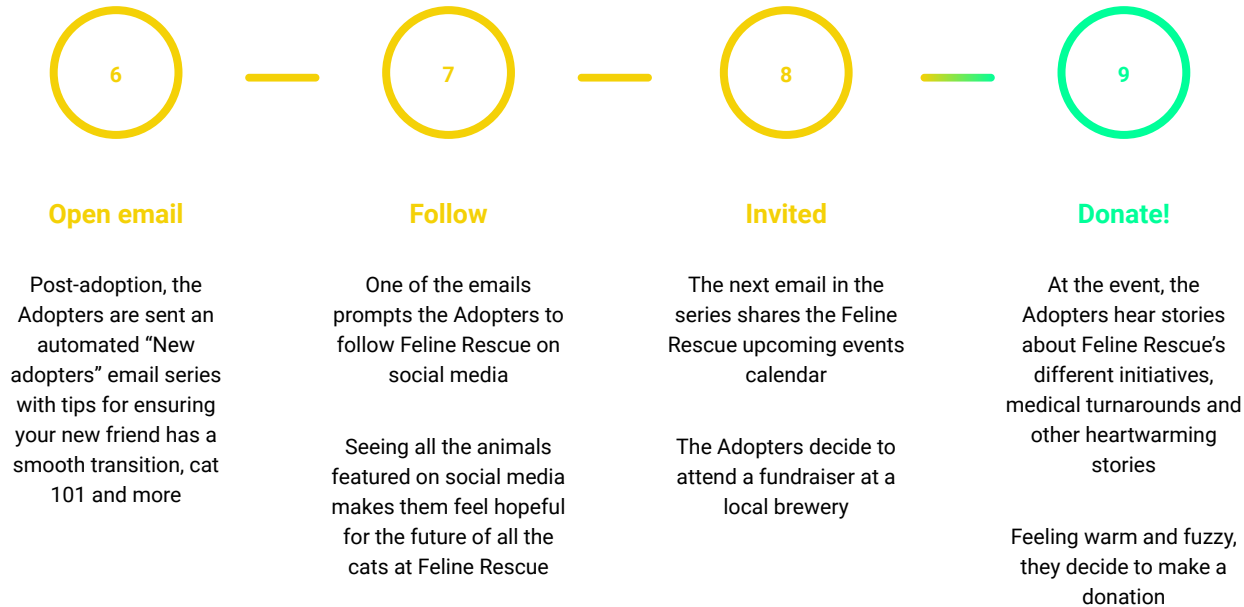 6
7
8
9
Open email
Follow
Invited
Donate!
Post-adoption, the
Adopters are sent an
automated “New
adopters” email series
with tips for ensuring
your new friend has a
smooth transition, cat
101 and more
One of the emails
prompts the Adopters to
follow Feline Rescue on
social media
Seeing all the animals
featured on social media
makes them feel hopeful
for the future of all the
cats at Feline Rescue
The next email in the
series shares the Feline
Rescue upcoming events
calendar
The Adopters decide to
attend a fundraiser at a
local brewery
At the event, the
Adopters hear stories
about Feline Rescue’s
different initiatives,
medical turnarounds and
other heartwarming
stories
Feeling warm and fuzzy,
they decide to make a
donation